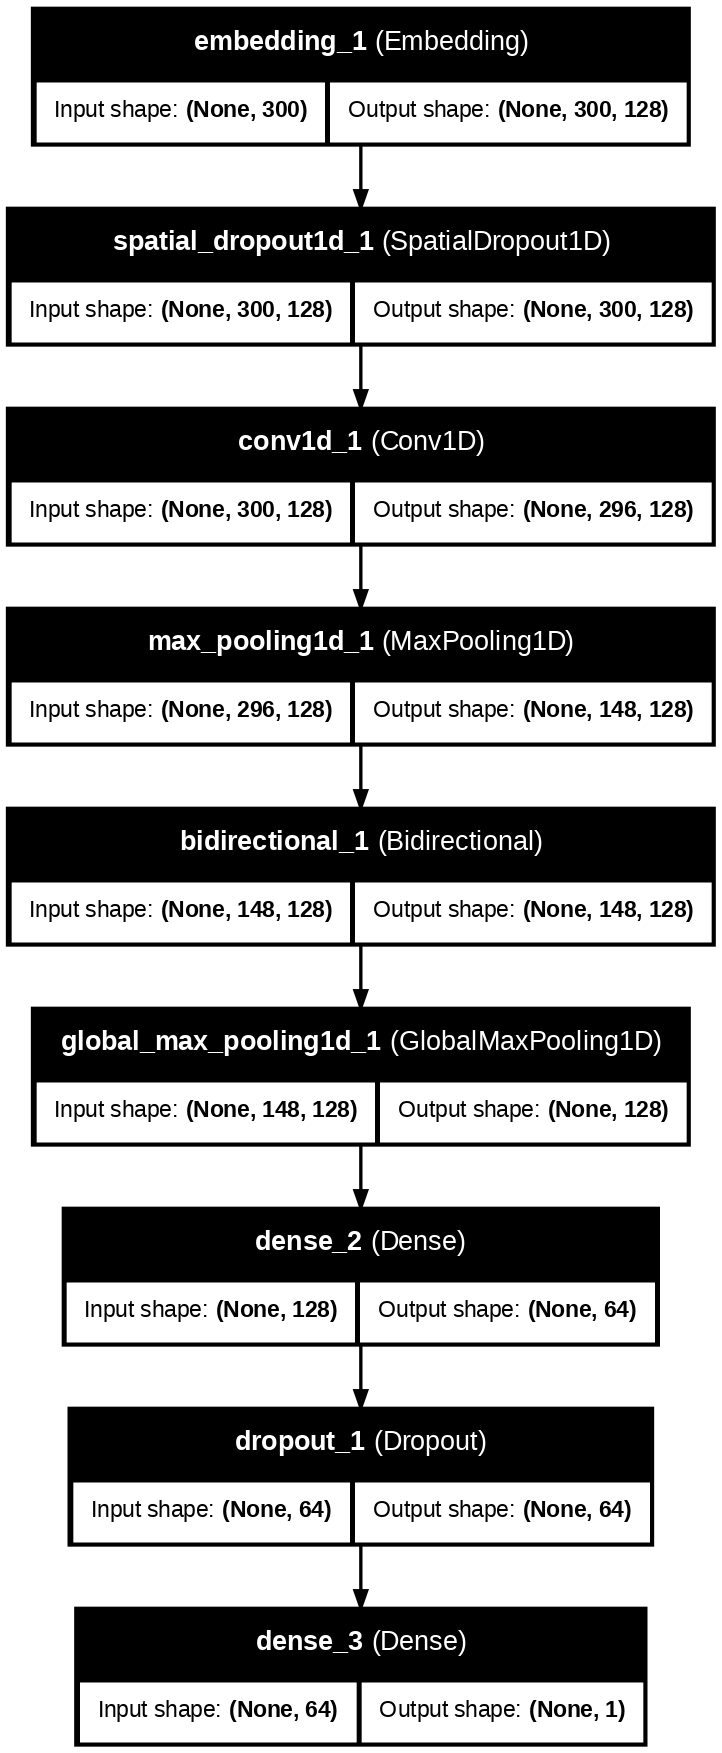 embedding_1 (Embedding)
Input shape: (None, 300) Output shape: (None, 300, 128)
spatial_dropout1d_1 (SpatialDropout1D)
Input shape: (None, 300, 128) Output shape: (None, 300, 128)
conv1d_1 (Conv1D)
Input shape: (None, 300, 128) Output shape: (None, 296, 128)
max_pooling1d_1 (MaxPooling1D)
Input shape: (None, 296, 128) Output shape: (None, 148, 128)
bidirectional_1 (Bidirectional)
Input shape: (None, 148, 128) Output shape: (None, 148, 128)
global_max_pooling1d_1 (GlobalMaxPooling1D)
Input shape: (None, 148, 128) Output shape: (None, 128)
dense_2 (Dense)
Input shape: (None, 128) Output shape: (None, 64)
dropout_1 (Dropout)
Input shape: (None, 64) Output shape: (None, 64)
dense_3 (Dense)
Input shape: (None, 64) Output shape: (None, 1)